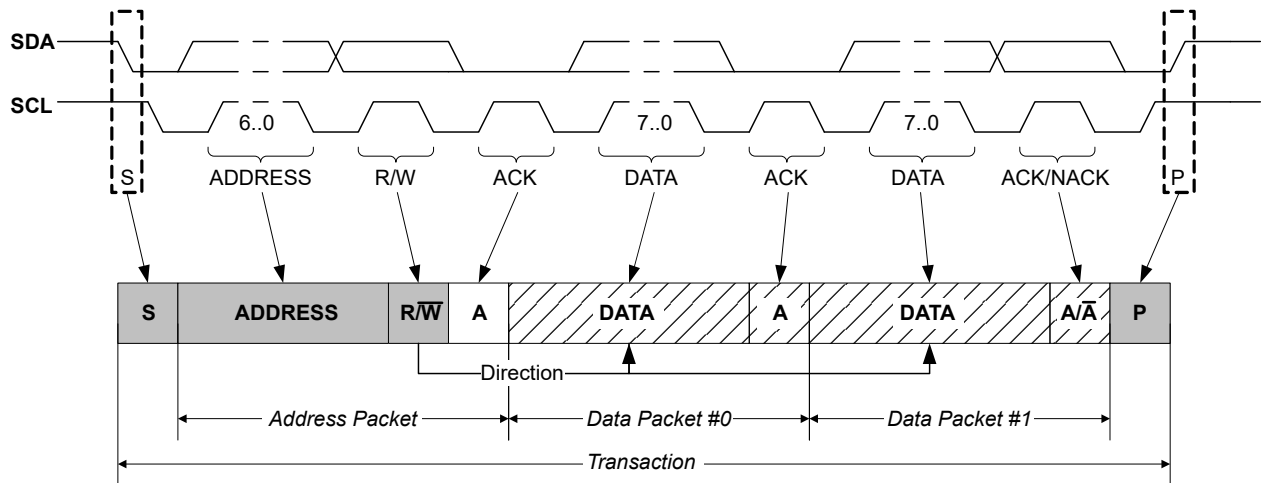 SDA
SCL
6..0
7..0
7..0
S
ADDRESS
R/W
ACK
DATA
ACK
DATA
ACK/NACK
P
S
ADDRESS
R/W̅
A
DATA
A
DATA
A/A̅
P
Direction
Address Packet
Data Packet #0
Data Packet #1
Transaction